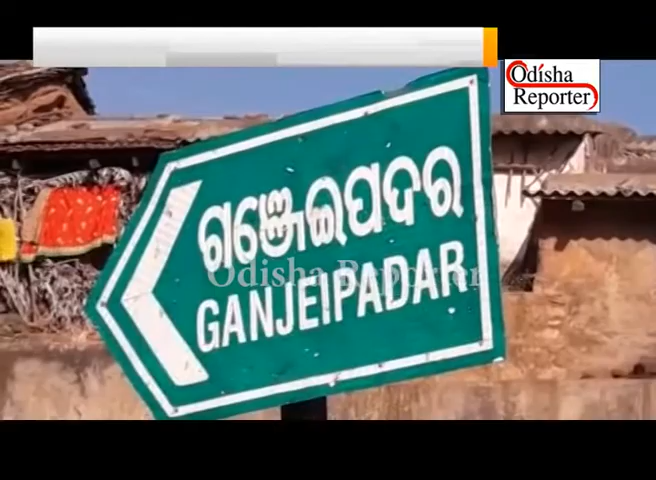 Odisha
Reporter
ଗଞ୍ଜେଇପଦର
Odisha Reporter
GANJEIPADAR